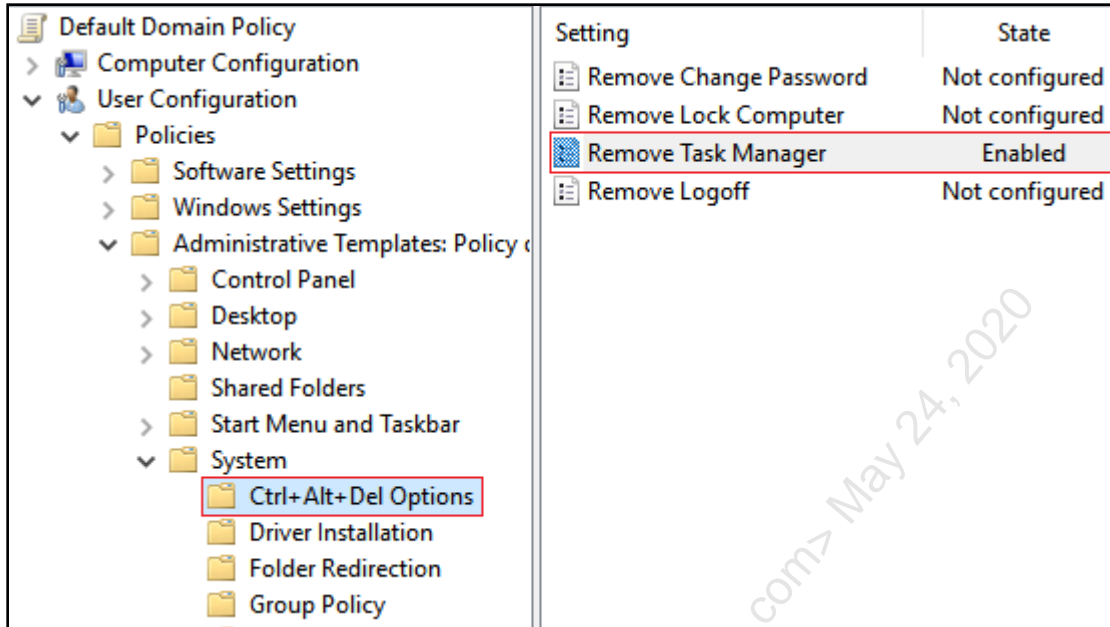 Default Domain Policy
Computer Configuration
User Configuration
Policies
Software Settings
Windows Settings
Administrative Templates: Policy
Control Panel
Desktop
Network
Shared Folders
Start Menu and Taskbar
System
Ctrl+Alt+Del Options
Driver Installation
Folder Redirection
Group Policy
Setting State
Remove Change Password Not configured
Remove Lock Computer Not configured
Remove Task Manager Enabled
Remove Logoff Not configured
com> May 24, 2020